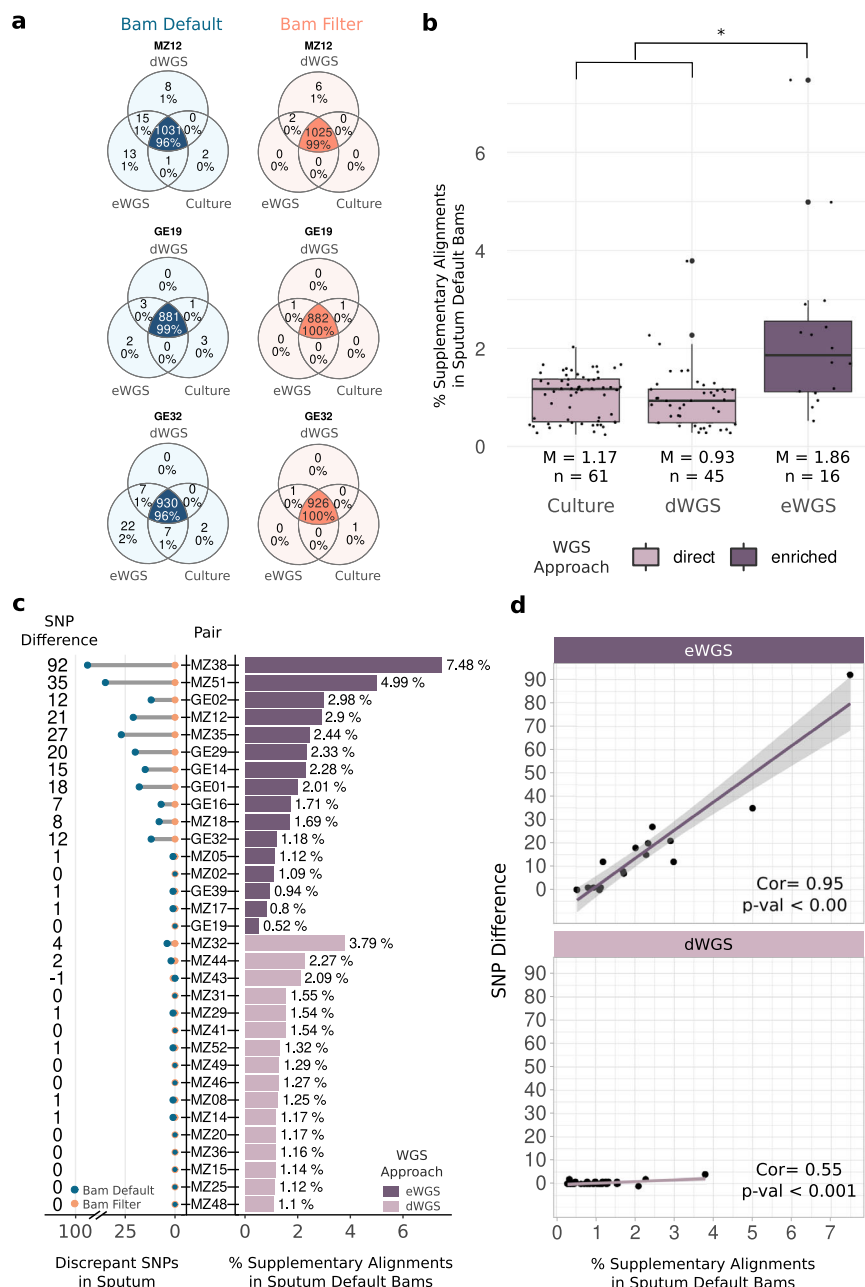 a
Bam Default
Bam Filter
MZ12
dWGS
8
1%
15
1%
0
0%
1031
96%
13
1%
1
0%
2
0%
eWGS
Culture
MZ12
dWGS
6
1%
2
0%
0
0%
1025
99%
0
0%
0
0%
0
0%
eWGS
Culture
GE19
dWGS
0
0%
3
0%
1
0%
881
99%
2
0%
0
0%
3
0%
eWGS
Culture
GE19
dWGS
0
0%
1
0%
1
0%
882
100%
0
0%
0
0%
0
0%
eWGS
Culture
GE32
dWGS
0
0%
7
1%
0
0%
930
96%
22
2%
7
1%
2
0%
eWGS
Culture
GE32
dWGS
0
0%
1
0%
0
0%
926
100%
0
0%
0
0%
1
0%
eWGS
Culture
b
*
% Supplementary Alignments
in Sputum Default Bams
6
4
2
0
M = 1.17
n = 61
Culture
M = 0.93
n = 45
dWGS
M = 1.86
n = 16
eWGS
WGS
Approach
direct
enriched
c
SNP
Difference
Pair
92 MZ38 7.48 %
35 MZ51 4.99 %
12 GE02 2.98 %
21 MZ12 2.9 %
27 MZ35 2.44 %
20 GE29 2.33 %
15 GE14 2.28 %
18 GE01 2.01 %
7 GE16 1.71 %
8 MZ18 1.69 %
12 GE32 1.18 %
1 MZ05 1.12 %
0 MZ02 1.09 %
1 GE39 0.94 %
1 MZ17 0.8 %
0 GE19 0.52 %
4 MZ32 3.79 %
2 MZ44 2.27 %
-1 MZ43 2.09 %
0 MZ31 1.55 %
1 MZ29 1.54 %
0 MZ41 1.54 %
1 MZ52 1.32 %
0 MZ49 1.29 %
0 MZ46 1.27 %
1 MZ08 1.25 %
1 MZ14 1.17 %
0 MZ20 1.17 %
0 MZ36 1.16 %
0 MZ15 1.14 %
0 MZ25 1.12 %
0 MZ48 1.1 %
Bam Default
Bam Filter
WGS
Approach
eWGS
dWGS
100 25 0
Discrepant SNPs
in Sputum
0 2 4 6
% Supplementary Alignments
in Sputum Default Bams
d
eWGS
90
80
70
60
50
40
30
20
10
0
Cor= 0.95
p-val < 0.00
SNP Difference
dWGS
90
80
70
60
50
40
30
20
10
0
Cor= 0.55
p-val < 0.001
0 1 2 3 4 5 6 7
% Supplementary Alignments
in Sputum Default Bams